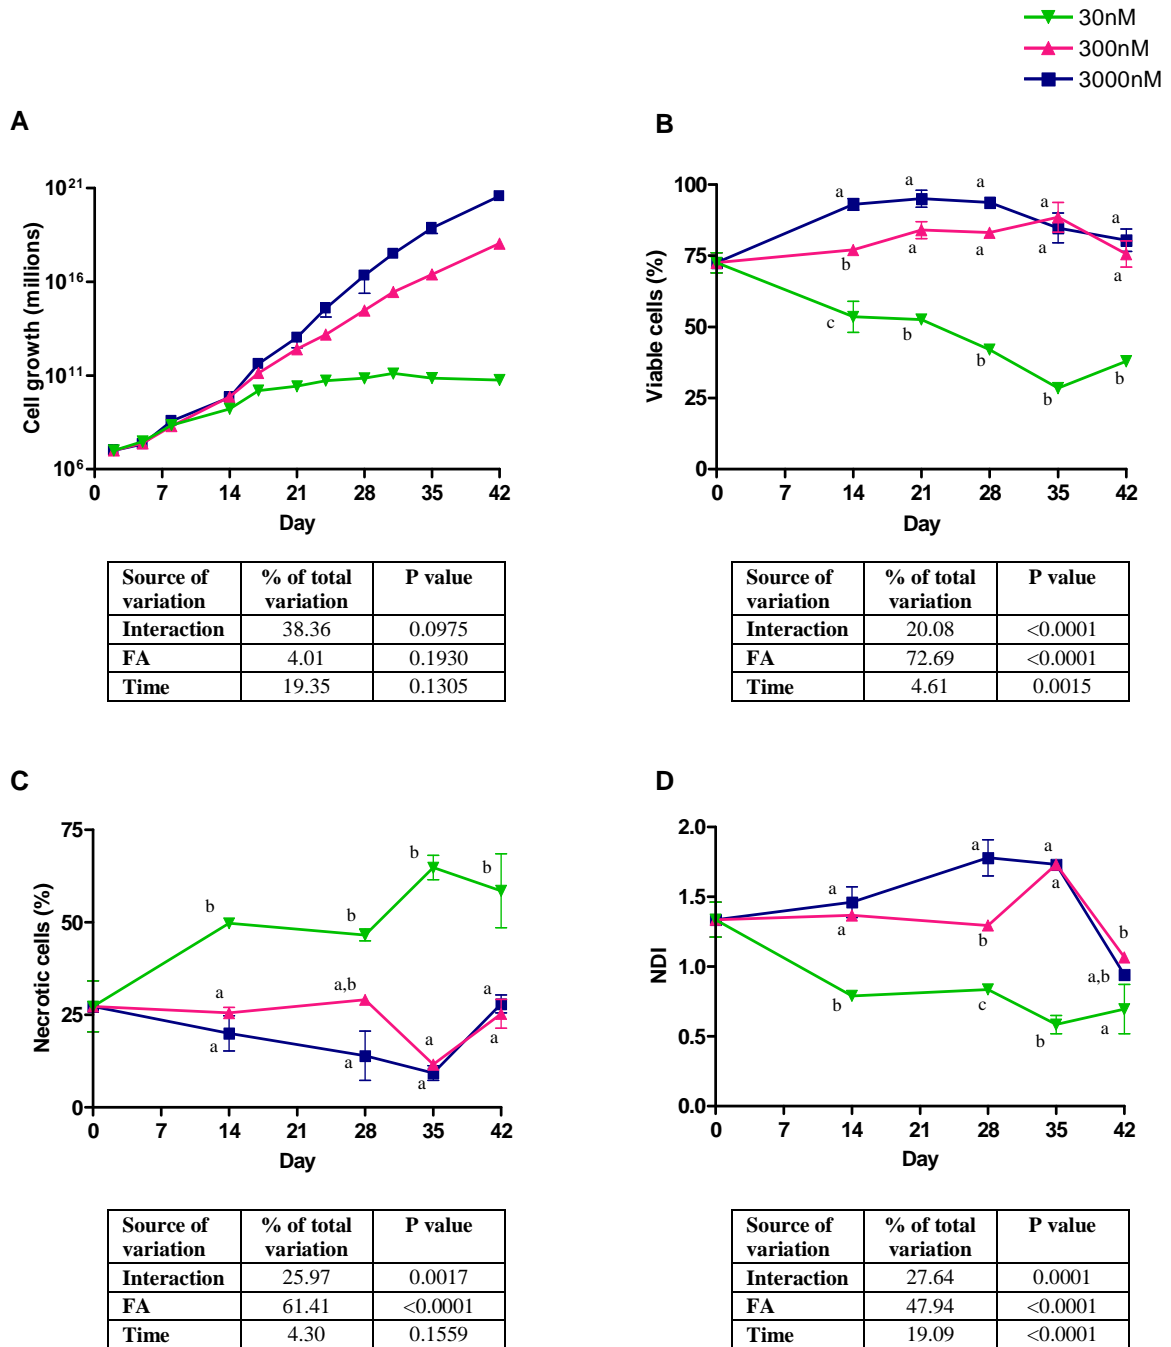 30nM
300nM
3000nM
A
10^21
10^16
10^11
10^6
Cell growth (millions)
0 7 14 21 28 35 42
Day
Source of variation | % of total variation | P value
Interaction | 38.36 | 0.0975
FA | 4.01 | 0.1930
Time | 19.35 | 0.1305
B
100
75
50
25
0
Viable cells (%)
a a a a a
b a a a a
c b b b b
0 7 14 21 28 35 42
Day
Source of variation | % of total variation | P value
Interaction | 20.08 | <0.0001
FA | 72.69 | <0.0001
Time | 4.61 | 0.0015
C
75
50
25
0
Necrotic cells (%)
b b b b
a a,b a a
a a a a
0 7 14 21 28 35 42
Day
Source of variation | % of total variation | P value
Interaction | 25.97 | 0.0017
FA | 61.41 | <0.0001
Time | 4.30 | 0.1559
D
2.0
1.5
1.0
0.5
0.0
NDI
a a a b
a b a a,b
b c b a
0 7 14 21 28 35 42
Day
Source of variation | % of total variation | P value
Interaction | 27.64 | 0.0001
FA | 47.94 | <0.0001
Time | 19.09 | <0.0001